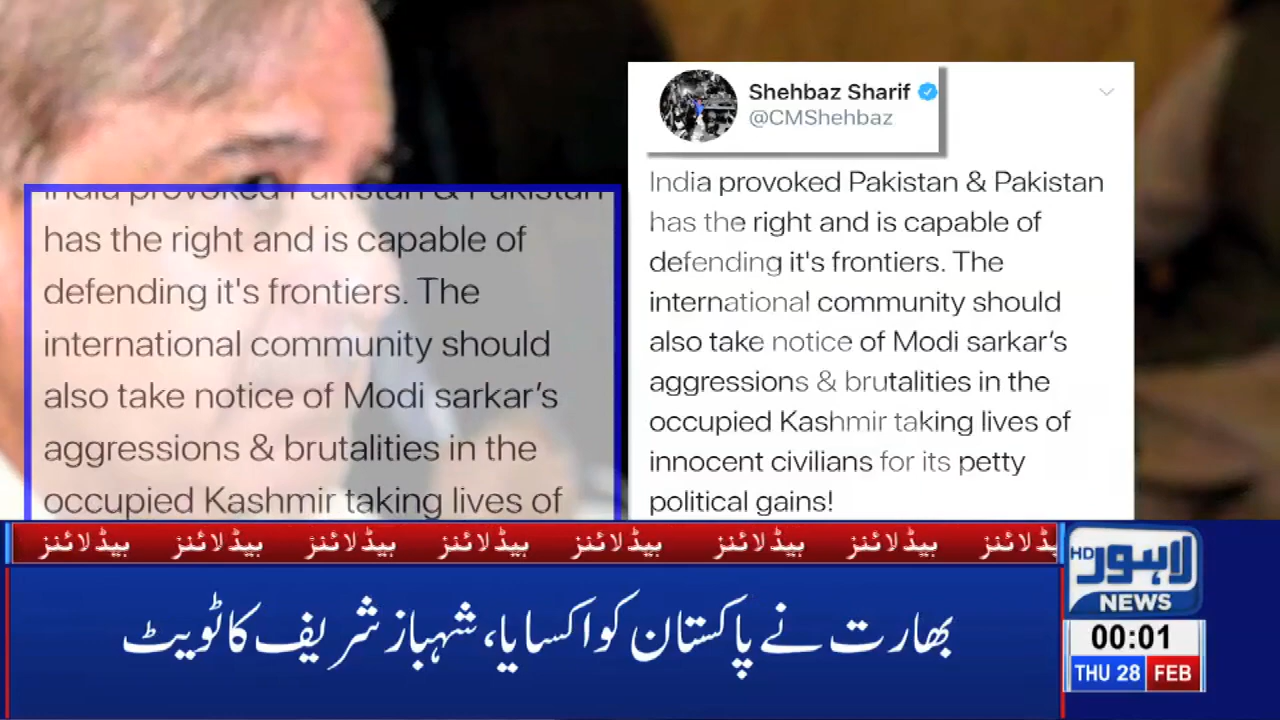 Shehbaz Sharif
@CMShehbaz
India provoked Pakistan & Pakistan
has the right and is capable of
defending it's frontiers. The
international community should
also take notice of Modi sarkar's
aggressions & brutalities in the
occupied Kashmir taking lives of
innocent civilians for its petty
political gains!
India provoked Pakistan & Pakistan
has the right and is capable of
defending it's frontiers. The
international community should
also take notice of Modi sarkar's
aggressions & brutalities in the
occupied Kashmir taking lives of
ہیڈلائنز ہیڈلائنز ہیڈلائنز ہیڈلائنز ہیڈلائنز ہیڈلائنز ہیڈلائنز ہیڈلائنز
بھارت نے پاکستان کو اکسایا، شہباز شریف کا ٹویٹ
HD لاہور
NEWS
00:01
THU 28 FEB